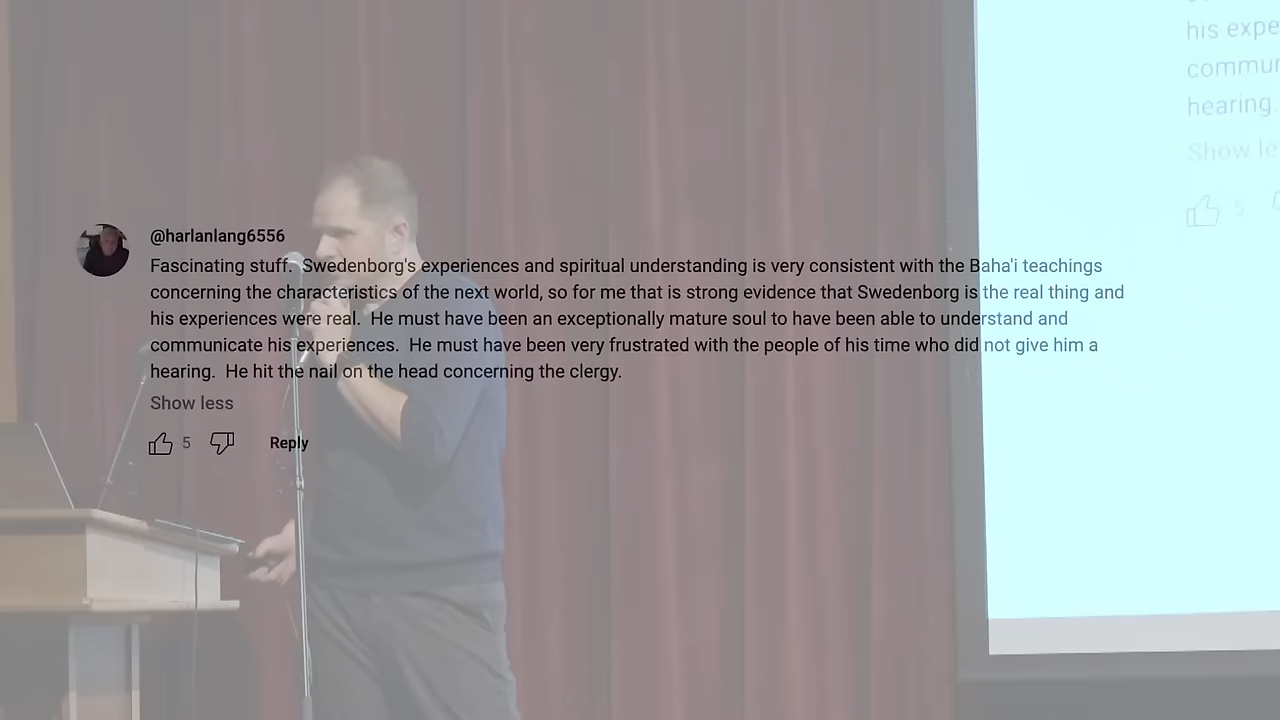 his expe
commun
hearing.
Show le
5
@harlanlang6556
Fascinating stuff.  Swedenborg's experiences and spiritual understanding is very consistent with the Baha'i teachings
concerning the characteristics of the next world, so for me that is strong evidence that Swedenborg is the real thing and
his experiences were real.  He must have been an exceptionally mature soul to have been able to understand and
communicate his experiences.  He must have been very frustrated with the people of his time who did not give him a
hearing.  He hit the nail on the head concerning the clergy.
Show less
5 Reply